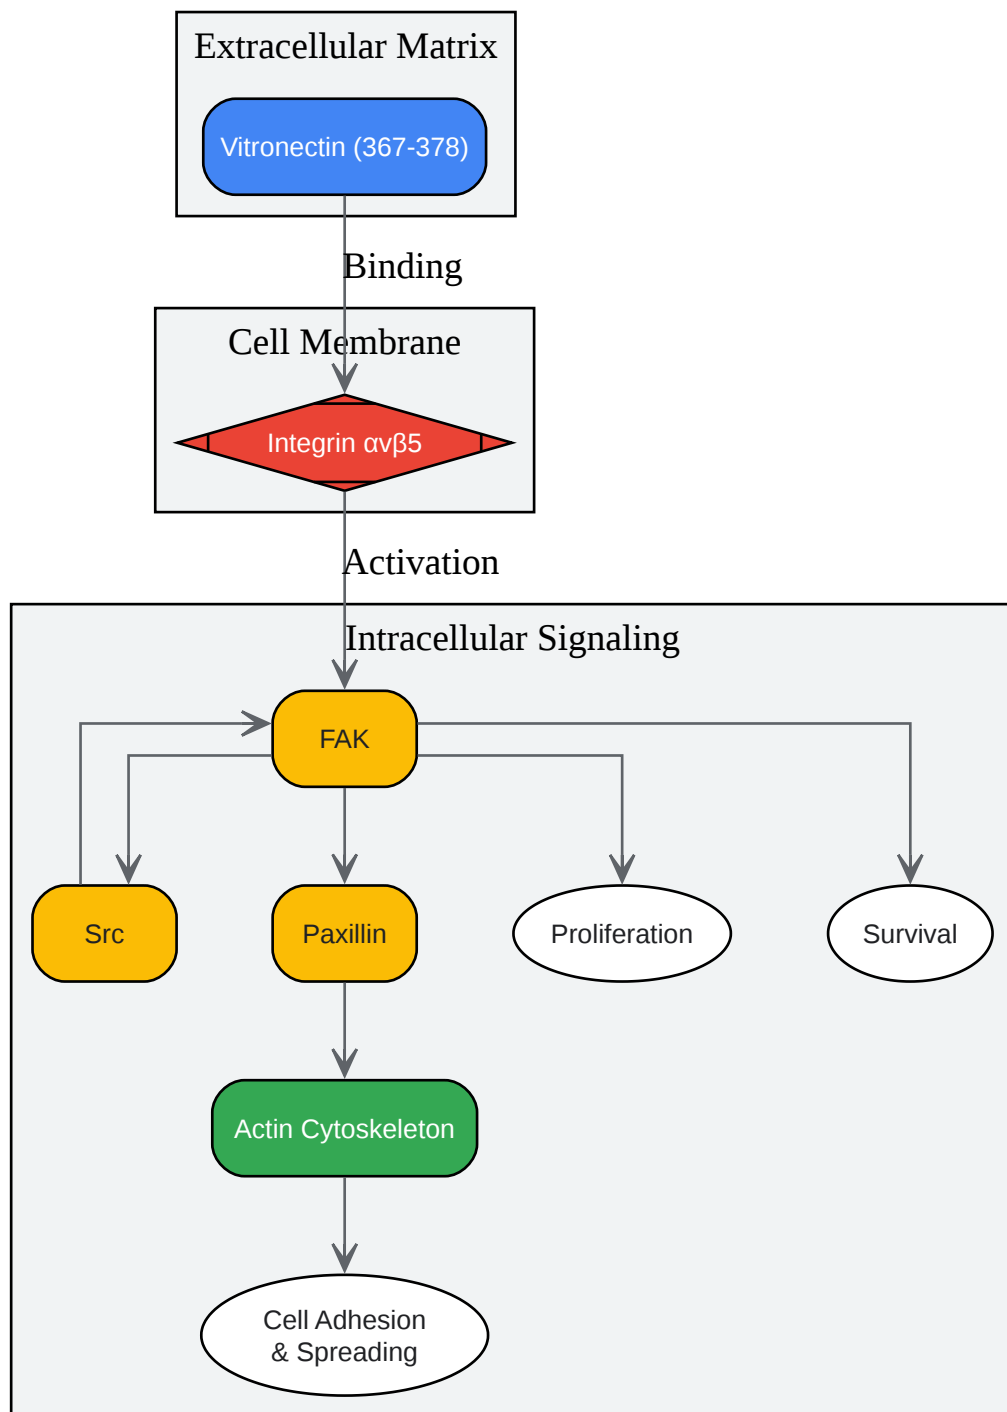 Extracellular Matrix
Vitronectin (367-378)
Binding
Cell Membrane
Integrin αvβ5
Activation
Intracellular Signaling
FAK
Src
Paxillin
Proliferation
Survival
Actin Cytoskeleton
Cell Adhesion
& Spreading